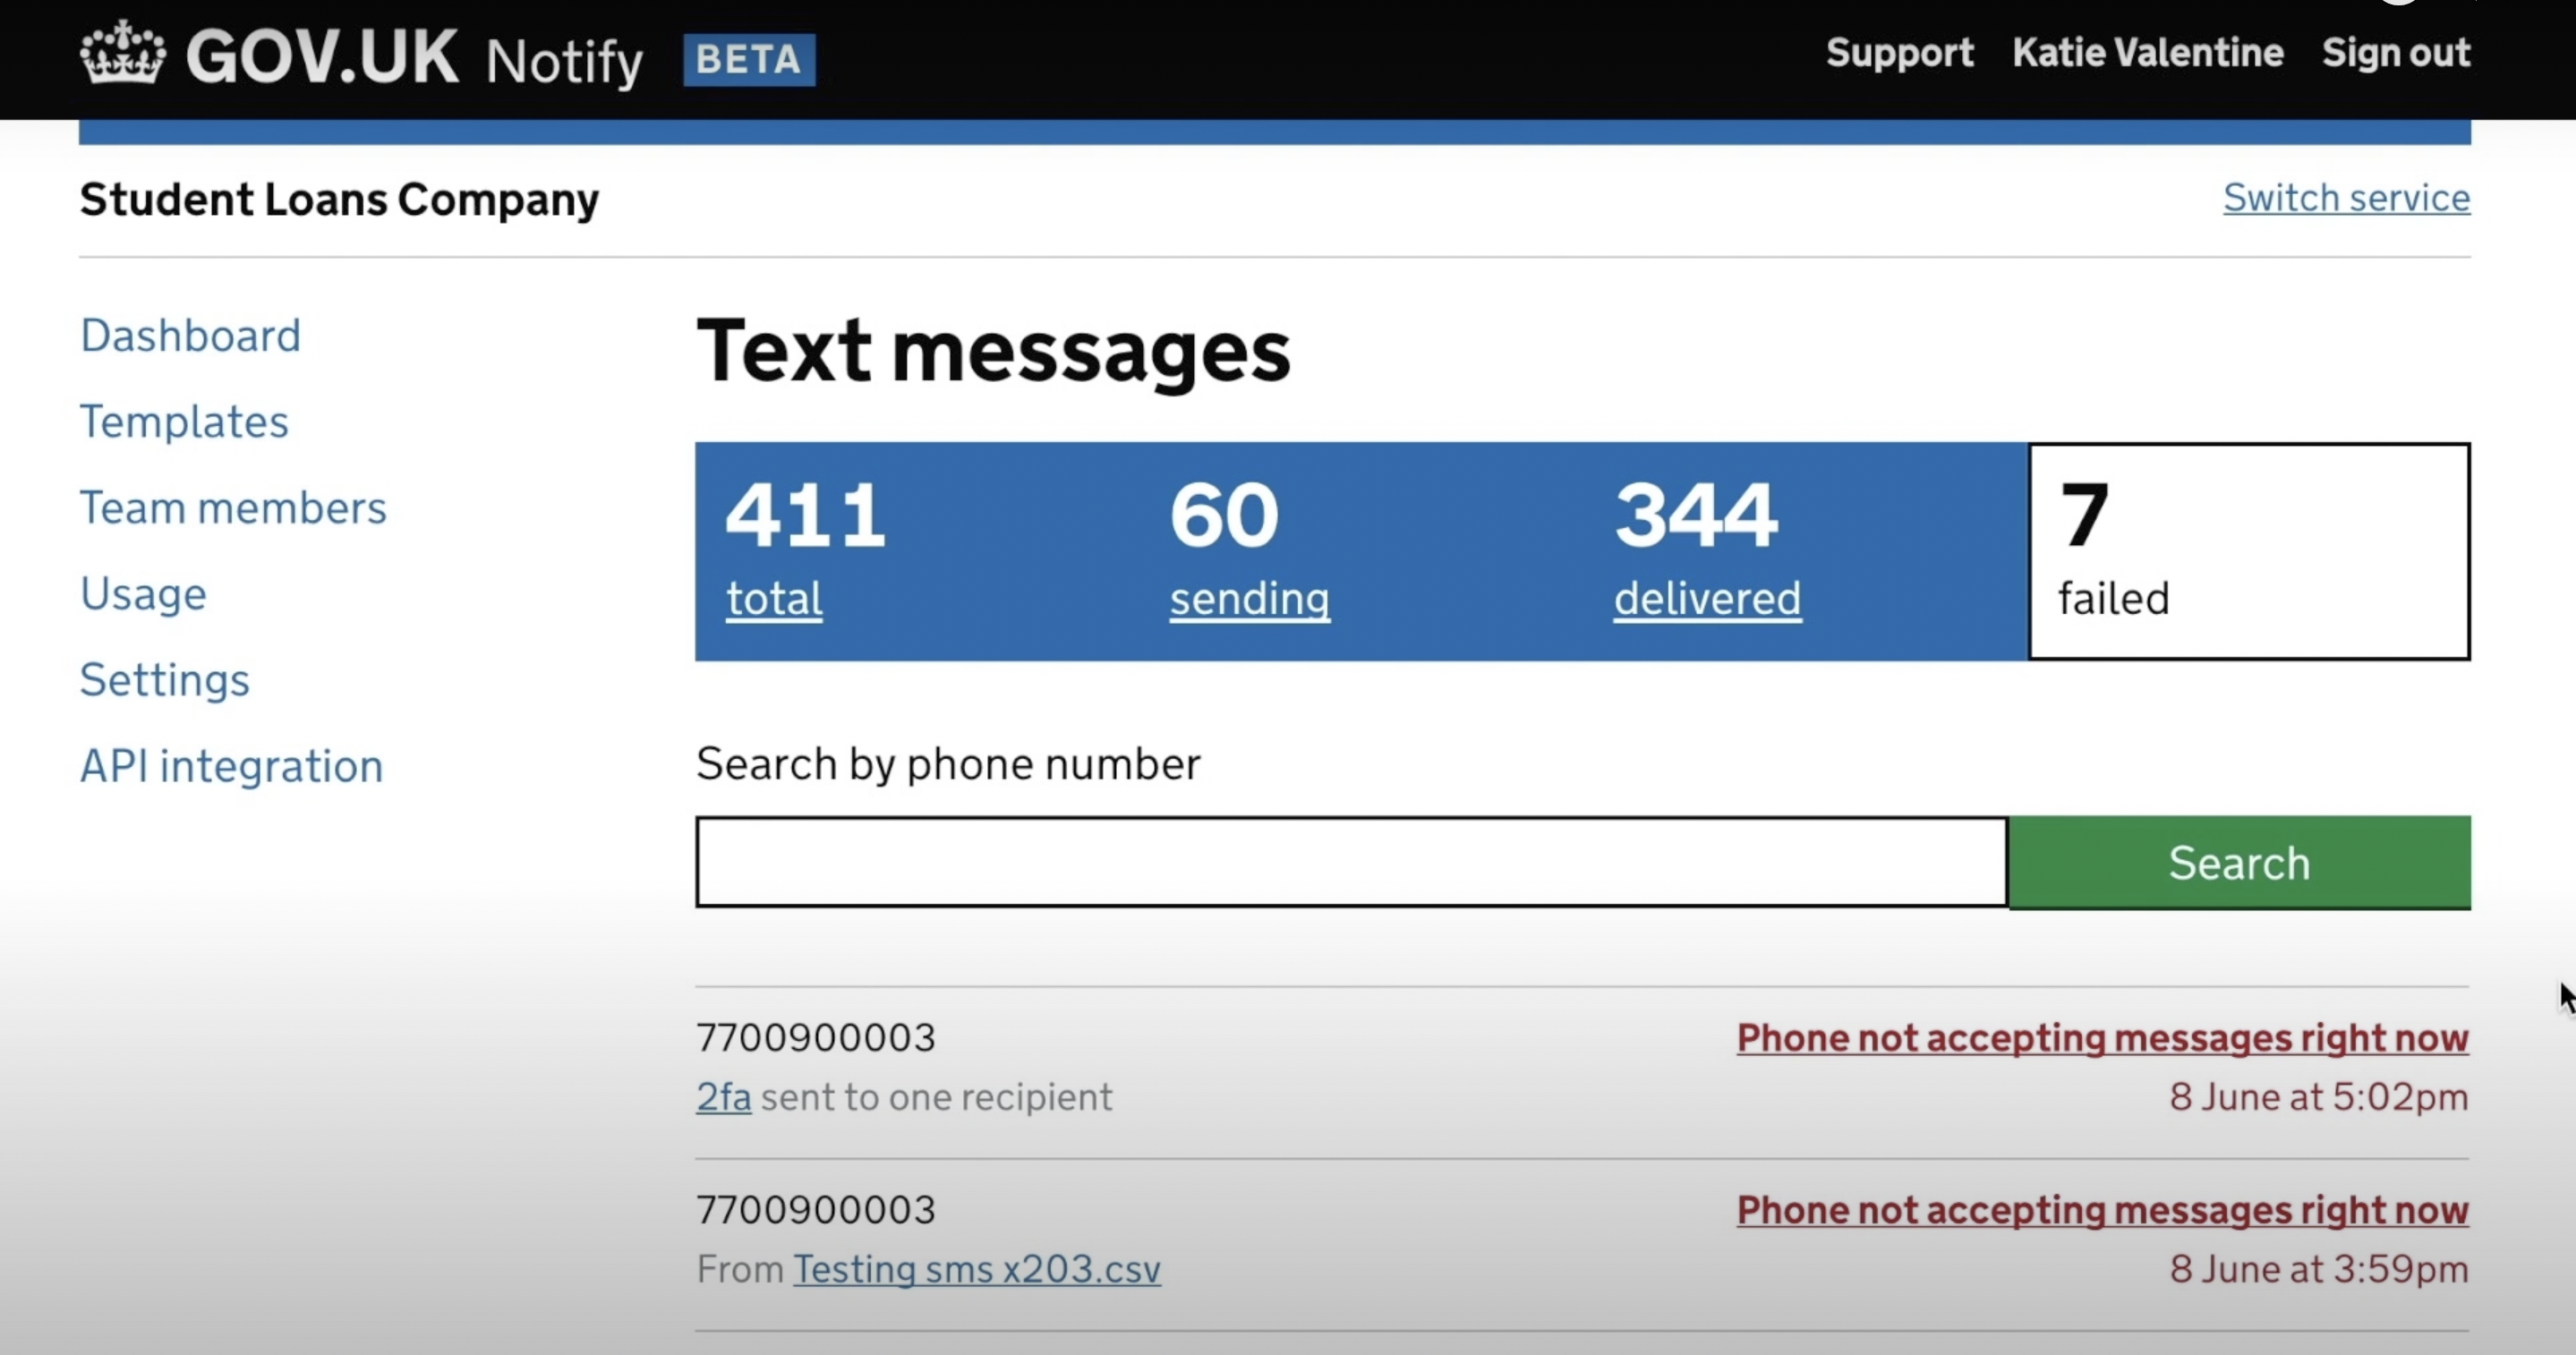 GOV.UK Notify BETA
Support Katie Valentine Sign out
Student Loans Company
Switch service
Dashboard
Templates
Team members
Usage
Settings
API integration
Text messages
411
total
60
sending
344
delivered
7
failed
Search by phone number
Search
7700900003
Phone not accepting messages right now
2fa sent to one recipient
8 June at 5:02pm
7700900003
Phone not accepting messages right now
From Testing sms x203.csv
8 June at 3:59pm